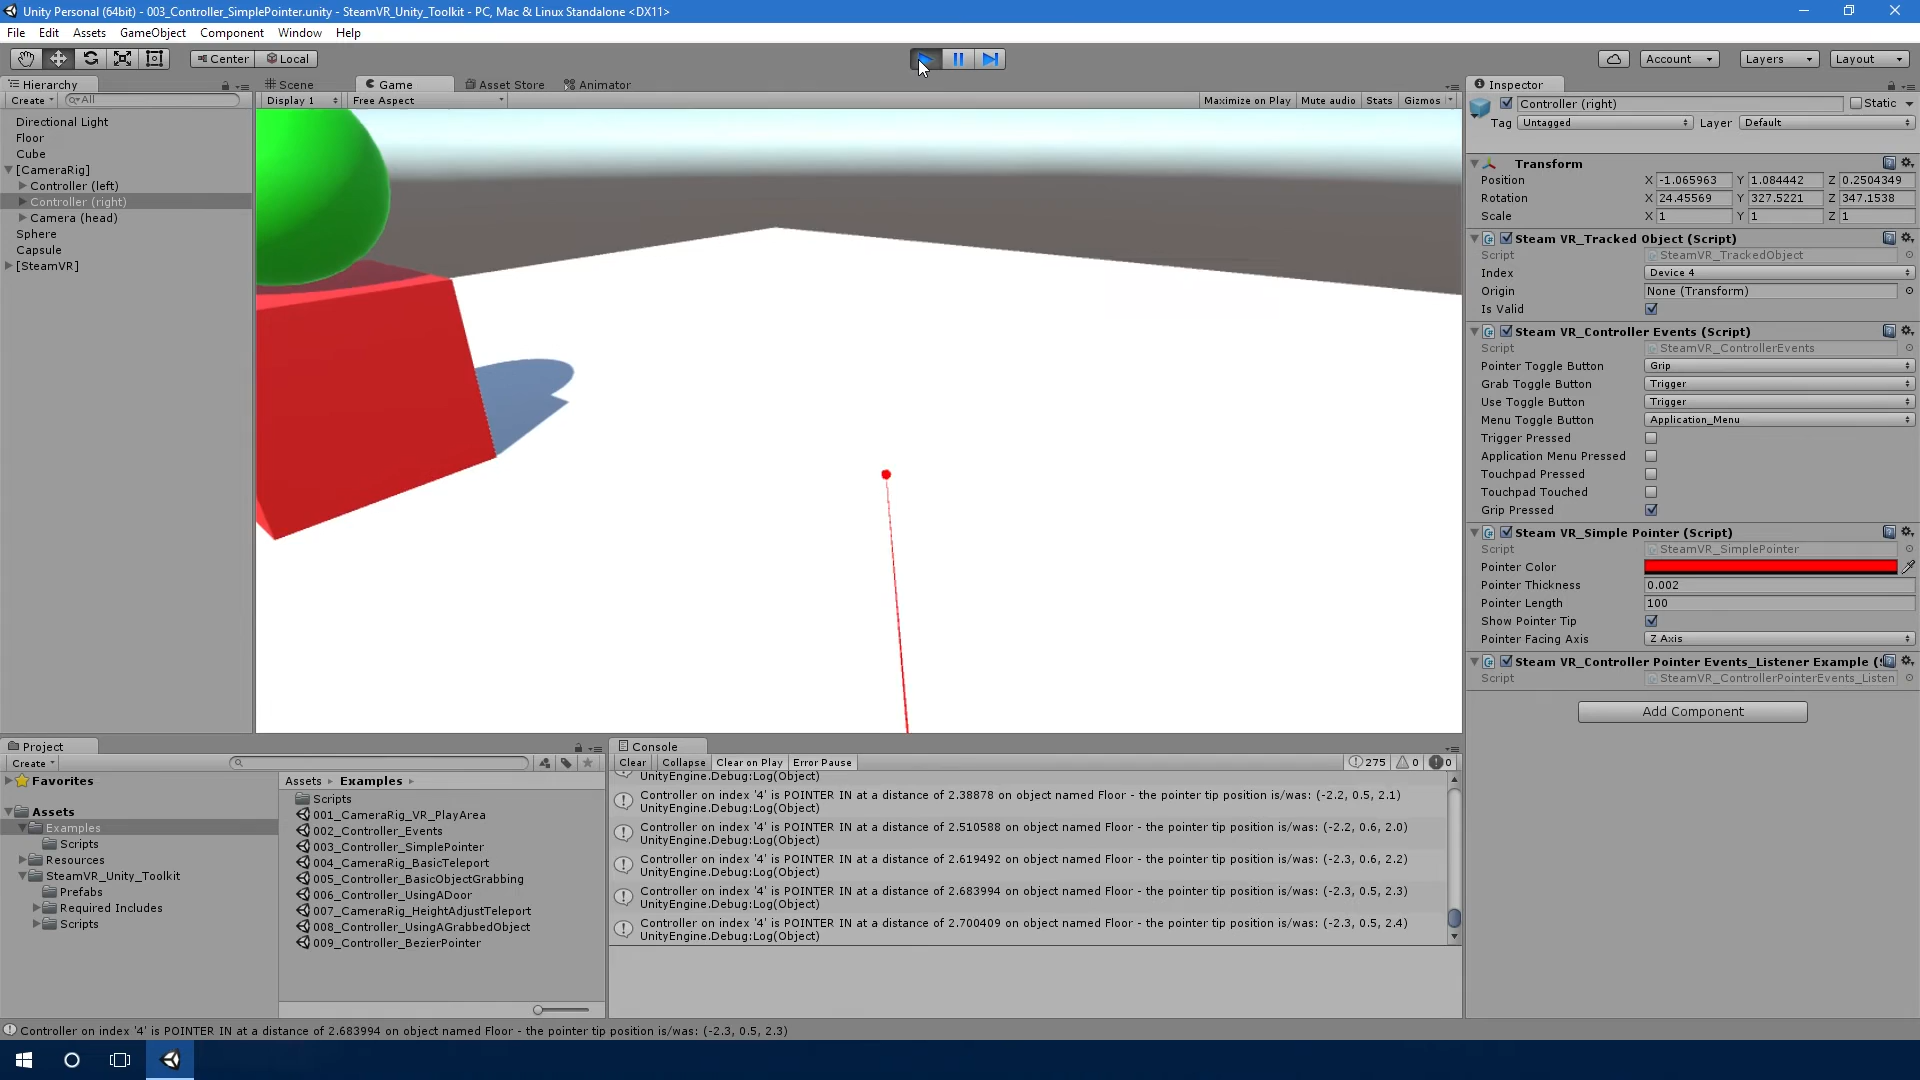 Unity Personal (64bit) - 003_Controller_SimplePointer.unity - SteamVR_Unity_Toolkit - PC, Mac & Linux Standalone <DX11>
File Edit Assets GameObject Component Window Help
Center Local Account Layers Layout
Hierarchy
Create All
Directional Light
Floor
Cube
[CameraRig]
Controller (left)
Controller (right)
Camera (head)
Sphere
Capsule
[SteamVR]
Scene Game Asset Store Animator
Display 1 Free Aspect Maximize on Play Mute audio Stats Gizmos
Inspector
Controller (right) Static
Tag Untagged Layer Default
Transform
Position X -1.065963 Y 1.084442 Z 0.2504349
Rotation X 24.45569 Y 327.5221 Z 347.1538
Scale X 1 Y 1 Z 1
Steam VR_Tracked Object (Script)
Script SteamVR_TrackedObject
Index Device 4
Origin None (Transform)
Is Valid
Steam VR_Controller Events (Script)
Script SteamVR_ControllerEvents
Pointer Toggle Button Grip
Grab Toggle Button Trigger
Use Toggle Button Trigger
Menu Toggle Button Application_Menu
Trigger Pressed
Application Menu Pressed
Touchpad Pressed
Touchpad Touched
Grip Pressed
Steam VR_Simple Pointer (Script)
Script SteamVR_SimplePointer
Pointer Color
Pointer Thickness 0.002
Pointer Length 100
Show Pointer Tip
Pointer Facing Axis Z Axis
Steam VR_Controller Pointer Events_Listener Example (
Script SteamVR_ControllerPointerEvents_Listen
Add Component
Project
Create
Favorites
Assets
Examples
Scripts
Resources
SteamVR_Unity_Toolkit
Prefabs
Required Includes
Scripts
Assets Examples
Scripts
001_CameraRig_VR_PlayArea
002_Controller_Events
003_Controller_SimplePointer
004_CameraRig_BasicTeleport
005_Controller_BasicObjectGrabbing
006_Controller_UsingADoor
007_CameraRig_HeightAdjustTeleport
008_Controller_UsingAGrabbedObject
009_Controller_BezierPointer
Console
Clear Collapse Clear on Play Error Pause 275 0 0
UnityEngine.Debug:Log(Object)
Controller on index '4' is POINTER IN at a distance of 2.38878 on object named Floor - the pointer tip position is/was: (-2.2, 0.5, 2.1)
UnityEngine.Debug:Log(Object)
Controller on index '4' is POINTER IN at a distance of 2.510588 on object named Floor - the pointer tip position is/was: (-2.2, 0.6, 2.0)
UnityEngine.Debug:Log(Object)
Controller on index '4' is POINTER IN at a distance of 2.619492 on object named Floor - the pointer tip position is/was: (-2.3, 0.6, 2.2)
UnityEngine.Debug:Log(Object)
Controller on index '4' is POINTER IN at a distance of 2.683994 on object named Floor - the pointer tip position is/was: (-2.3, 0.5, 2.3)
UnityEngine.Debug:Log(Object)
Controller on index '4' is POINTER IN at a distance of 2.700409 on object named Floor - the pointer tip position is/was: (-2.3, 0.5, 2.4)
UnityEngine.Debug:Log(Object)
Controller on index '4' is POINTER IN at a distance of 2.683994 on object named Floor - the pointer tip position is/was: (-2.3, 0.5, 2.3)